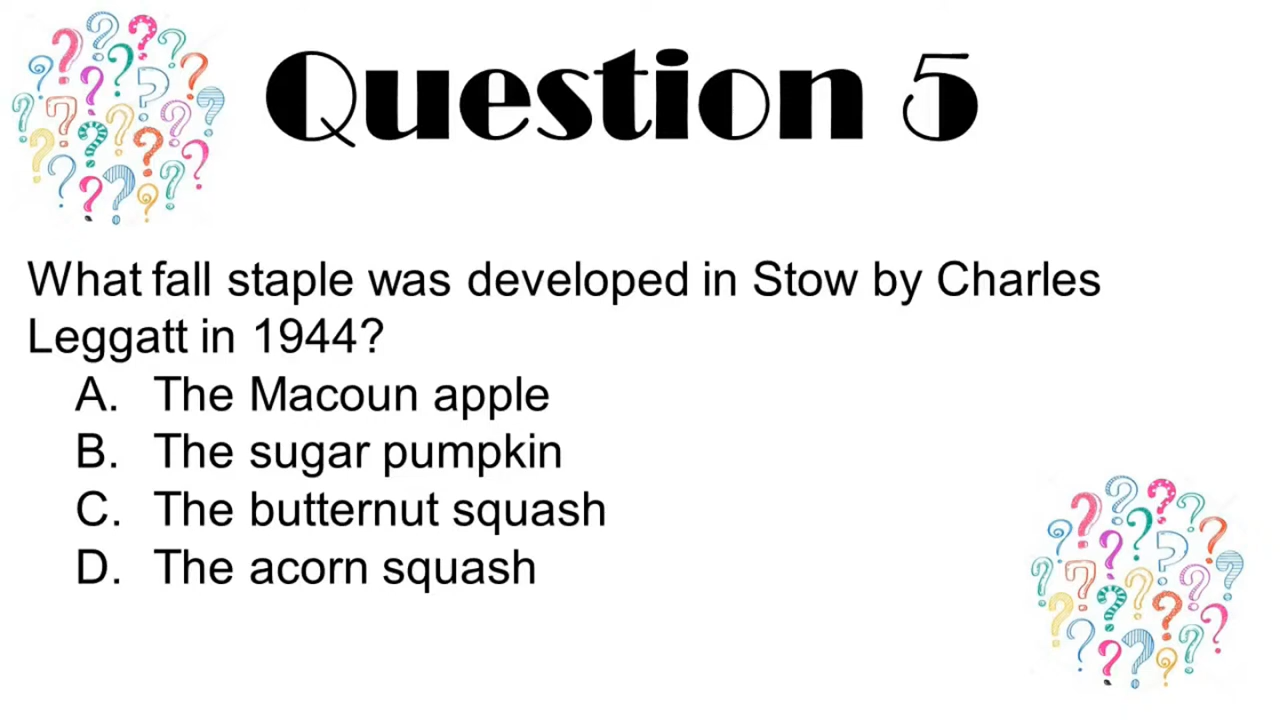 Question 5
What fall staple was developed in Stow by Charles
Leggatt in 1944?
A. The Macoun apple
B. The sugar pumpkin
C. The butternut squash
D. The acorn squash